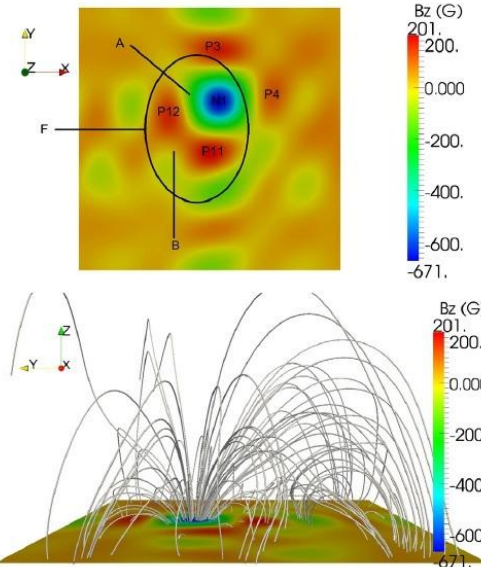 Bz (G)
201.
200.
Y
Z
X
A
P3
N1
P4
F
P12
P11
B
-0.000
-200.
-400.
-600.
-671.
Bz (G)
201.
Z
Y
X
0.000
-200
-400
-600
-671.